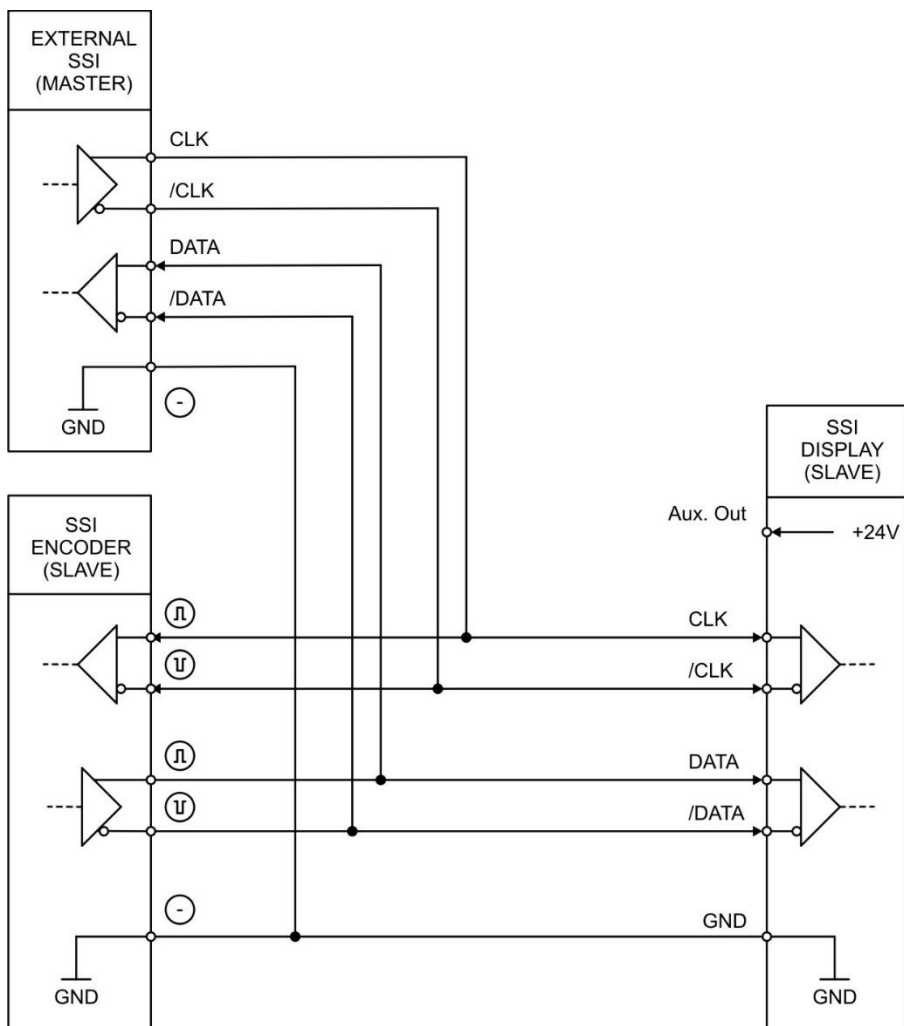 EXTERNAL
SSI
(MASTER)
CLK
/CLK
DATA
/DATA
-
GND
SSI
DISPLAY
(SLAVE)
Aux. Out
+24V
SSI
ENCODER
(SLAVE)
CLK
/CLK
DATA
/DATA
-
GND
GND
GND